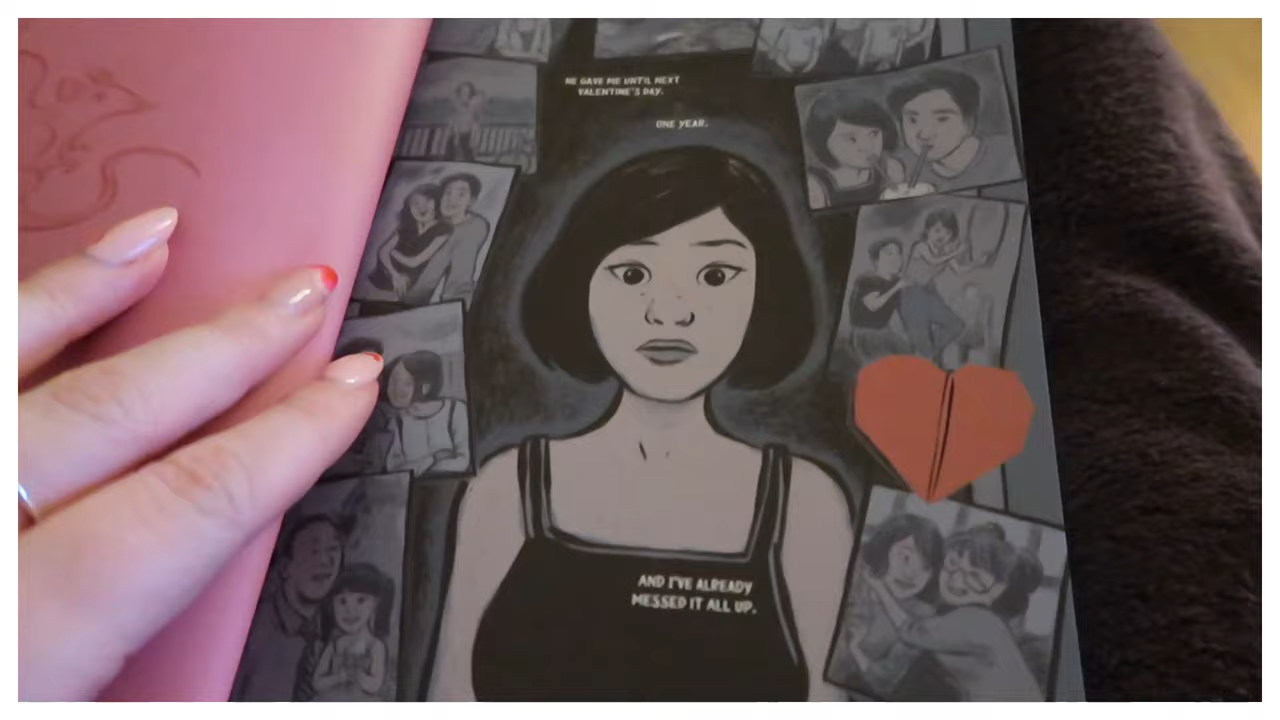 HE GAVE ME UNTIL NEXT
VALENTINE'S DAY.
ONE YEAR.
AND I'VE ALREADY
MESSED IT ALL UP.